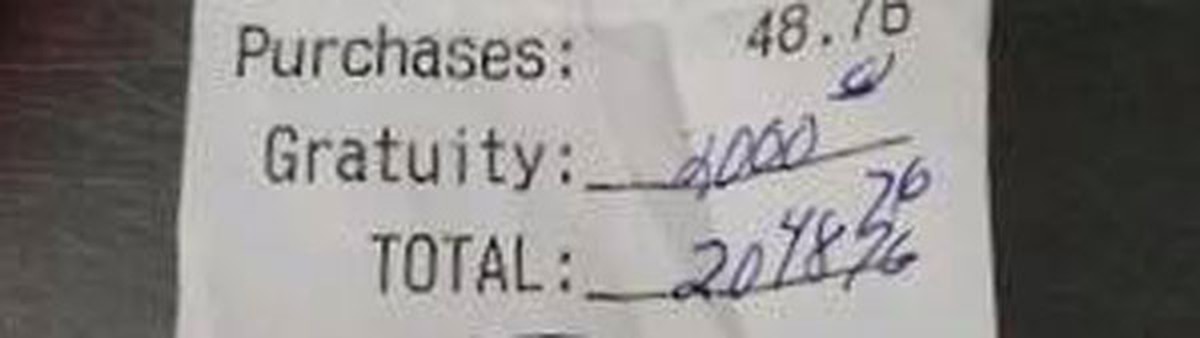 Purchases: 48.76
Gratuity: 2000
TOTAL: 2048 76